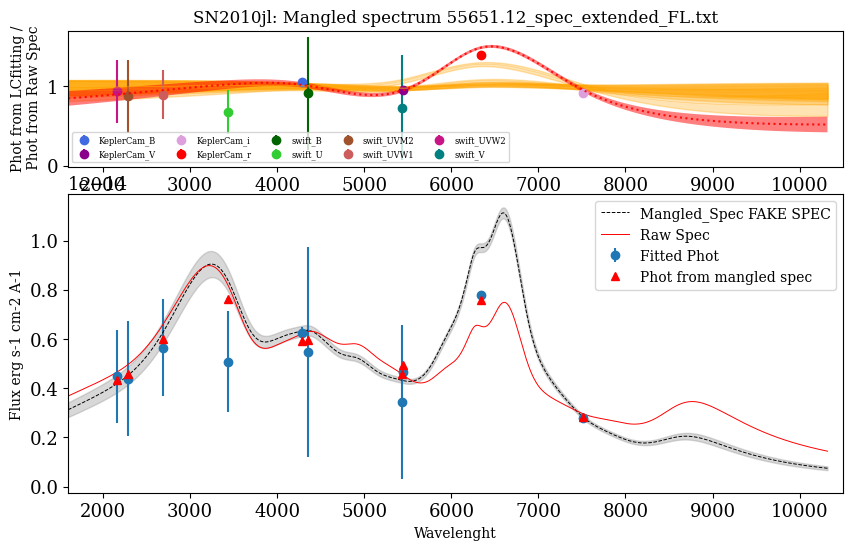 SN2010jl: Mangled spectrum 55651.12_spec_extended_FL.txt
Phot from LCfitting /
Phot from Raw Spec
1
0
KeplerCam_B KeplerCam_i swift_B swift_UVM2 swift_UVW2
KeplerCam_V KeplerCam_r swift_U swift_UVW1 swift_V
2000 3000 4000 5000 6000 7000 8000 9000 10000
1e−14
Flux erg s-1 cm-2 A-1
1.0
0.8
0.6
0.4
0.2
0.0
Mangled_Spec FAKE SPEC
Raw Spec
Fitted Phot
Phot from mangled spec
2000 3000 4000 5000 6000 7000 8000 9000 10000
Wavelenght